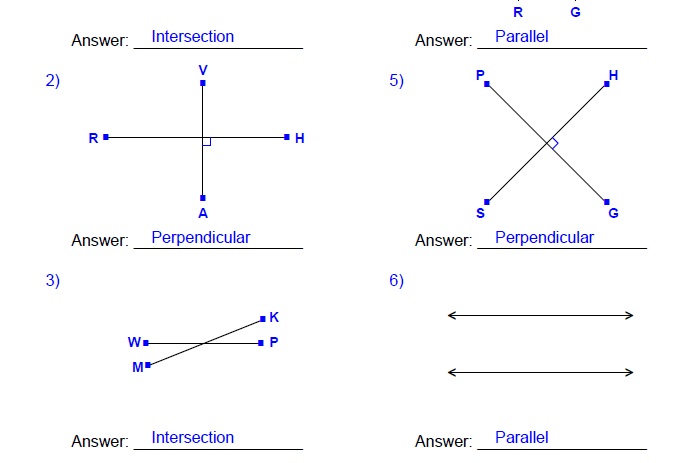 R G
Answer: Intersection
Answer: Parallel
2)
V
R H
A
Answer: Perpendicular
5)
P H
S G
Answer: Perpendicular
3)
K
W P
M
Answer: Intersection
6)
Answer: Parallel